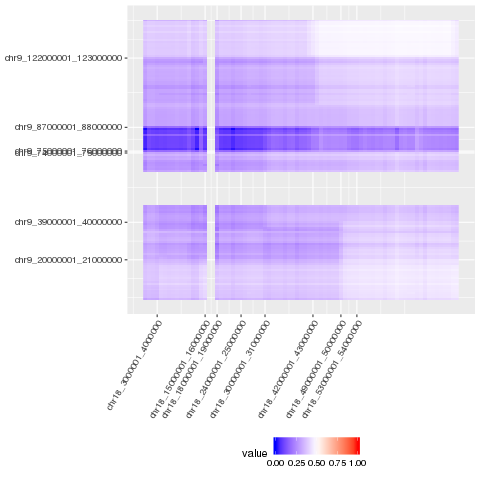 chr9_122000001_123000000
chr9_87000001_88000000
chr9_75000001_76000000
chr9_39000001_40000000
chr9_20000001_21000000
chr18_3000001_4000000
chr18_15000001_16000000
chr18_18000001_19000000
chr18_24000001_25000000
chr18_30000001_31000000
chr18_42000001_43000000
chr18_49000001_50000000
chr18_53000001_54000000
value
0.00 0.25 0.50 0.75 1.00